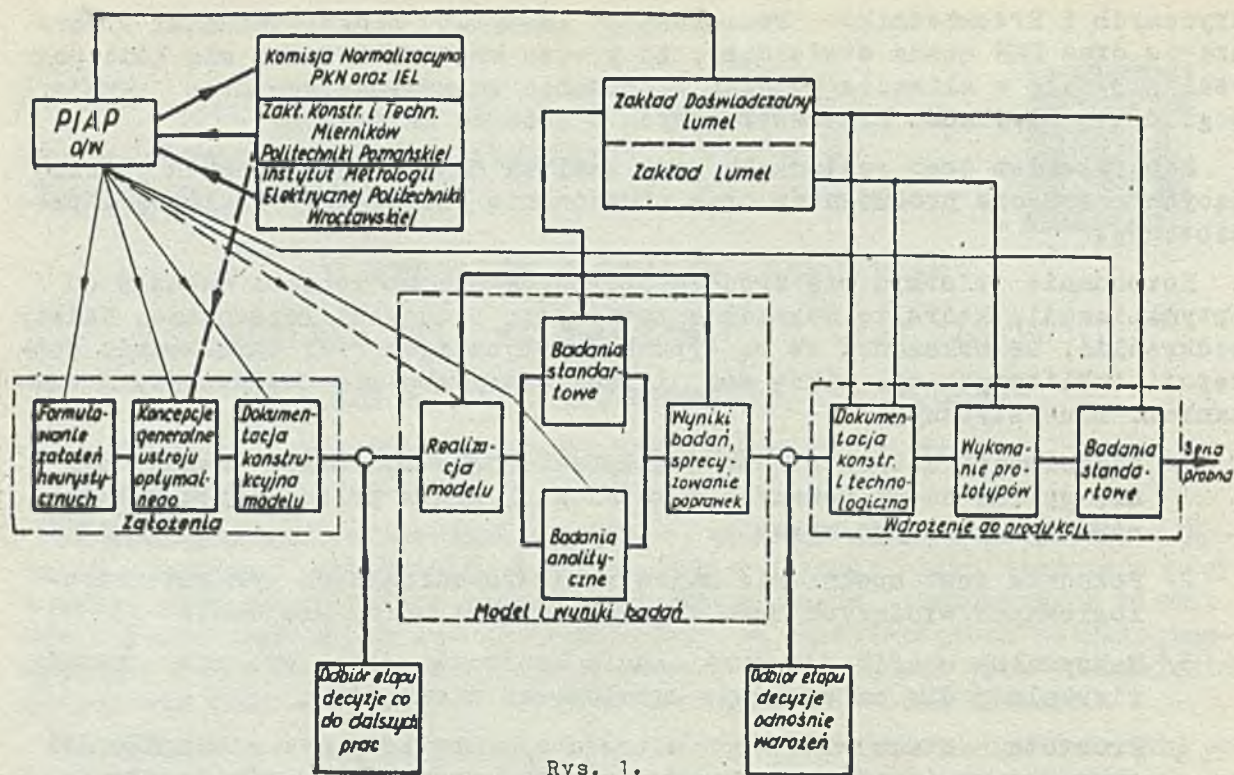 Komisja Normalizacyjna
PKN oraz IEL
Zakt. Konstr. i Techn.
Mierników
Politechniki Poznańskiej
Instytut Metrologii
Elektrycznej Politechniki
Wrocławskiej
PIAP
O/W
Zakład Doświadczalny
Lumel
Zakład Lumel
Formuło-
wanie
założeń
heurysty-
cznych
Koncepcje
generalne
ustroju
optymal-
nego
Dokumen-
tacja
konstru-
kcyjna
modelu
Założenia
Realiza-
cja
modelu
Badania
standar-
towe
Badania
anality-
czne
Wyniki
badań,
sprecy-
zowanie
poprawek
Model i wyniki badań
Dokumen-
tacja
konstr.
i techno-
logiczna
Wykona-
nie pro-
totypów
Badania
standa-
rtowe
Wdrożenie do produkcji
Seria
próbna
Odbiór etapu
decyzje co
do dalszych
prac
Odbiór etapu
decyzje
odnośnie
wdrożeń
Rys. 1.